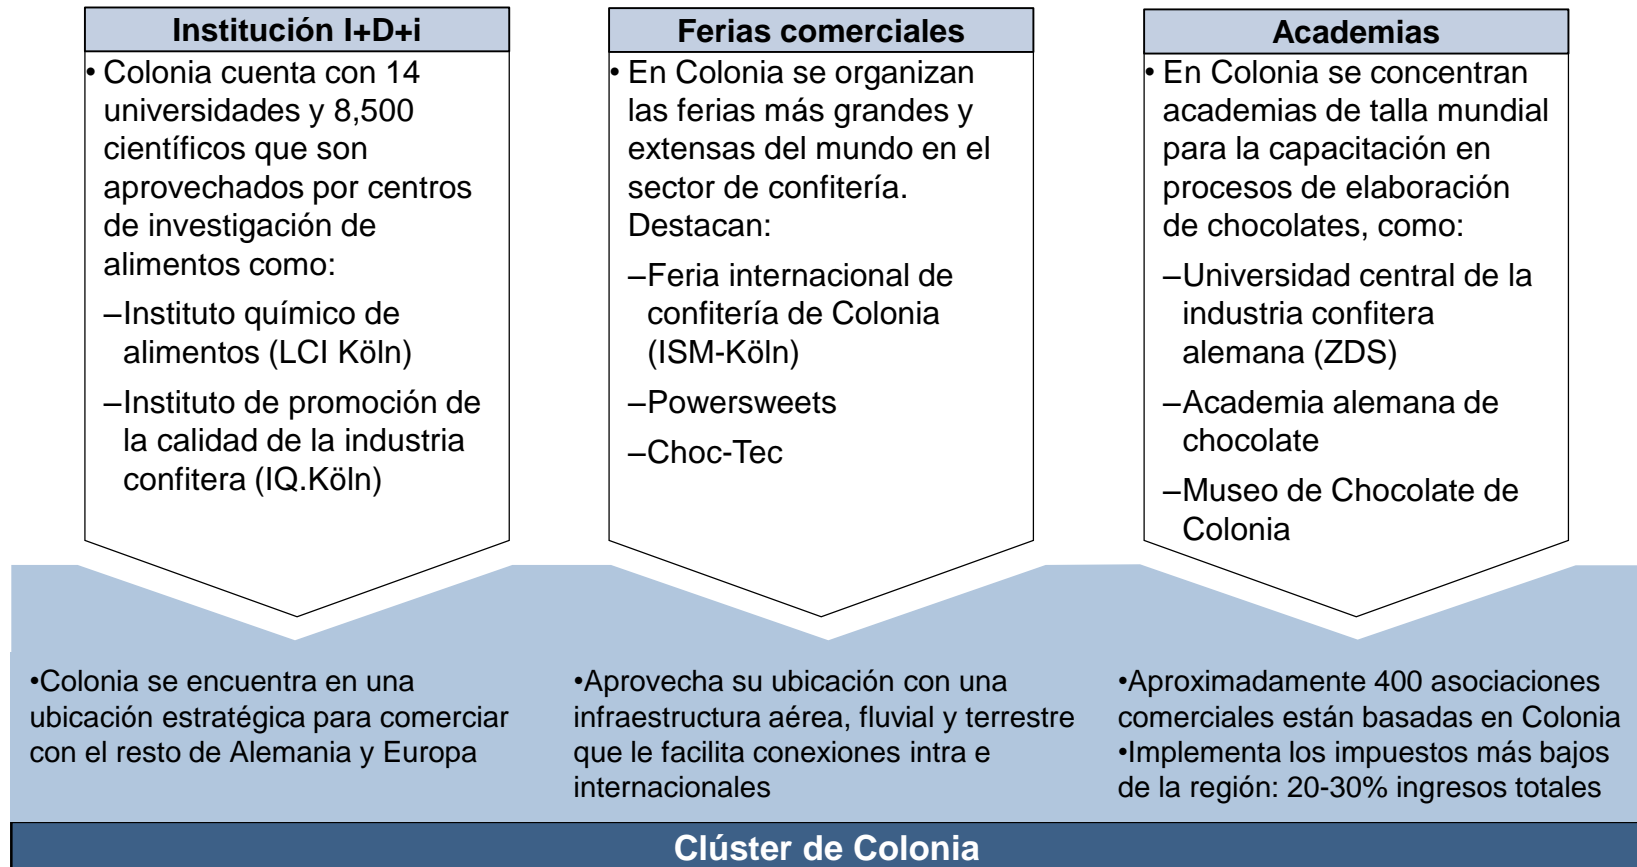 Institución I+D+i
• Colonia cuenta con 14
universidades y 8,500
científicos que son
aprovechados por centros
de investigación de
alimentos como:
–Instituto químico de
alimentos (LCI Köln)
–Instituto de promoción de
la calidad de la industria
confitera (IQ.Köln)
Ferias comerciales
• En Colonia se organizan
las ferias más grandes y
extensas del mundo en el
sector de confitería.
Destacan:
–Feria internacional de
confitería de Colonia
(ISM-Köln)
–Powersweets
–Choc-Tec
Academias
• En Colonia se concentran
academias de talla mundial
para la capacitación en
procesos de elaboración
de chocolates, como:
–Universidad central de la
industria confitera
alemana (ZDS)
–Academia alemana de
chocolate
–Museo de Chocolate de
Colonia
•Colonia se encuentra en una
ubicación estratégica para comerciar
con el resto de Alemania y Europa
•Aprovecha su ubicación con una
infraestructura aérea, fluvial y terrestre
que le facilita conexiones intra e
internacionales
•Aproximadamente 400 asociaciones
comerciales están basadas en Colonia
•Implementa los impuestos más bajos
de la región: 20-30% ingresos totales
Clúster de Colonia